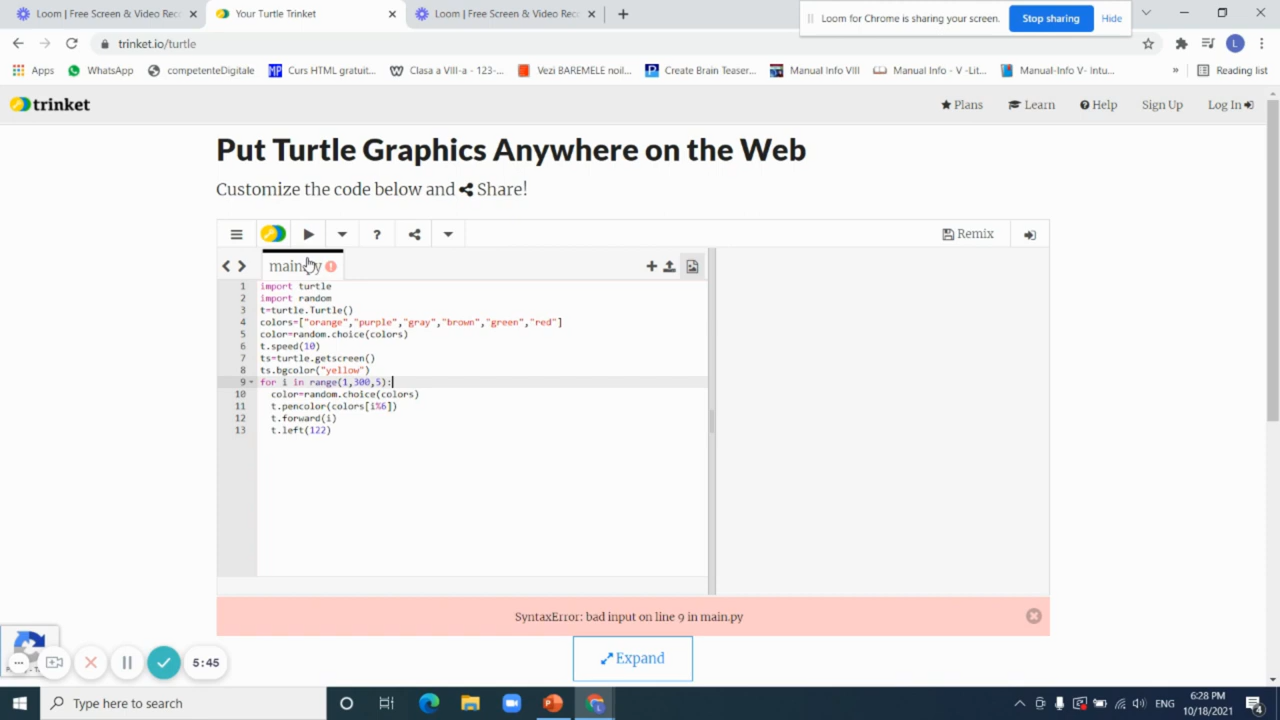 Loom | Free Screen & Video Rec
Your Turtle Trinket
Loom | Free Screen & Video Rec
Loom for Chrome is sharing your screen.
Stop sharing
Hide
trinket.io/turtle
L
Apps
WhatsApp
competenteDigitale
Curs HTML gratuit...
Clasa a VIII-a - 123-...
Vezi BAREMELE noil...
Create Brain Teaser...
Manual Info VIII
Manual Info - V -Lit...
Manual-Info V- Intu...
»
Reading list
trinket
Plans
Learn
Help
Sign Up
Log In
Put Turtle Graphics Anywhere on the Web
Customize the code below and Share!
?
Remix
main.py
1 import turtle
2 import random
3 t=turtle.Turtle()
4 colors=["orange","purple","gray","brown","green","red"]
5 color=random.choice(colors)
6 t.speed(10)
7 ts=turtle.getscreen()
8 ts.bgcolor("yellow")
9 for i in range(1,300,5):
10 color=random.choice(colors)
11 t.pencolor(colors[i%6])
12 t.forward(i)
13 t.left(122)
SyntaxError: bad input on line 9 in main.py
Expand
5:45
Type here to search
ENG
6:28 PM
10/18/2021
4